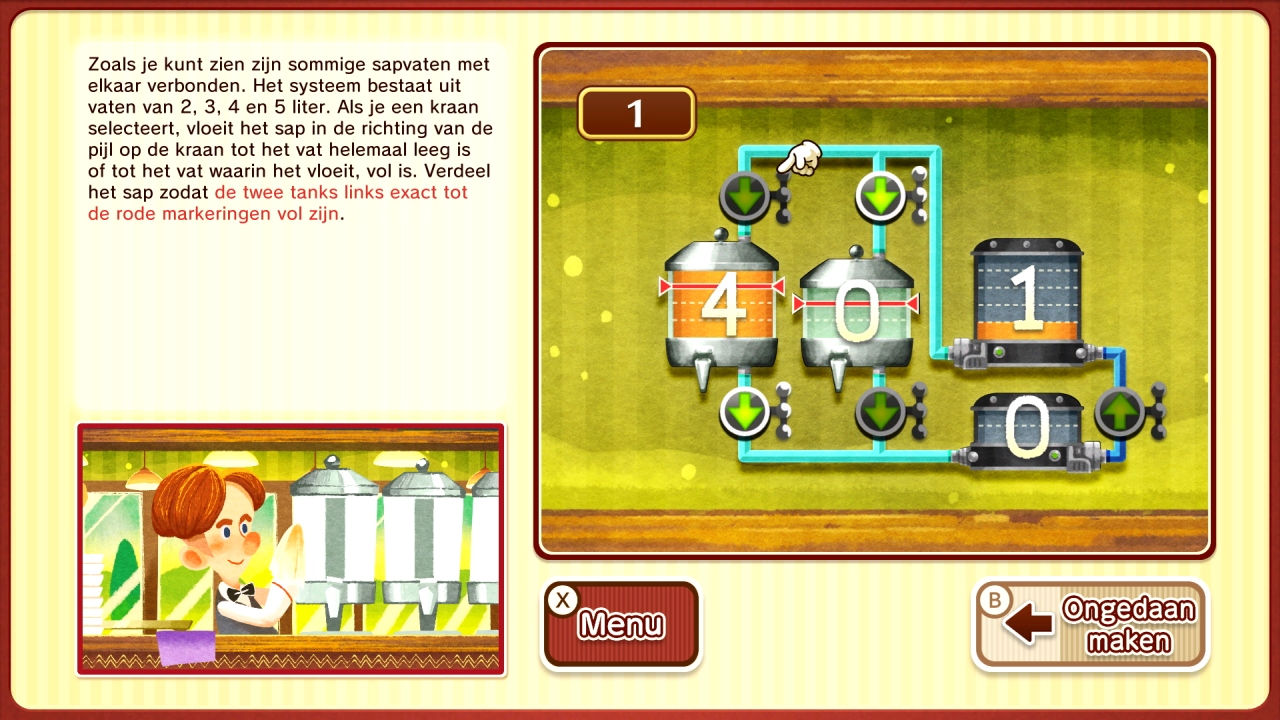 Zoals je kunt zien zijn sommige sapvaten met
elkaar verbonden. Het systeem bestaat uit
vaten van 2, 3, 4 en 5 liter. Als je een kraan
selecteert, vloeit het sap in de richting van de
pijl op de kraan tot het vat helemaal leeg is
of tot het vat waarin het vloeit, vol is. Verdeel
het sap zodat de twee tanks links exact tot
de rode markeringen vol zijn.
1
4
0
1
0
X
Menu
B
Ongedaan
maken